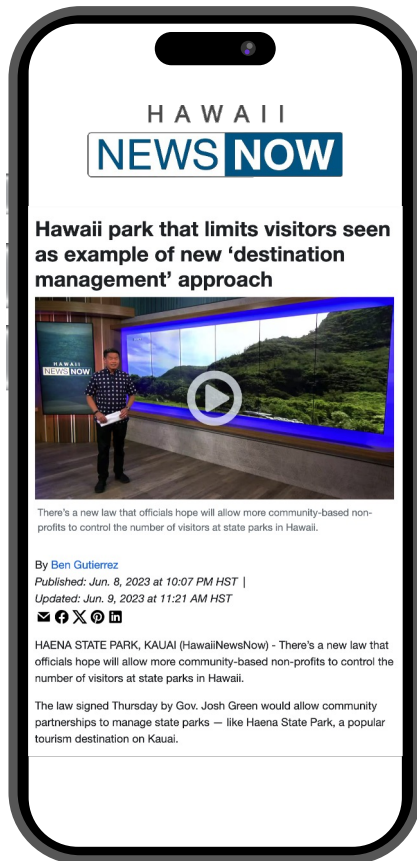 HAWAII
NEWS NOW
Hawaii park that limits visitors seen
as example of new ‘destination
management’ approach
HAWAII
NEWS NOW
There’s a new law that officials hope will allow more community-based non-
profits to control the number of visitors at state parks in Hawaii.
By Ben Gutierrez
Published: Jun. 8, 2023 at 10:07 PM HST |
Updated: Jun. 9, 2023 at 11:21 AM HST
HAENA STATE PARK, KAUAI (HawaiiNewsNow) - There’s a new law that
officials hope will allow more community-based non-profits to control the
number of visitors at state parks in Hawaii.
The law signed Thursday by Gov. Josh Green would allow community
partnerships to manage state parks — like Haena State Park, a popular
tourism destination on Kauai.